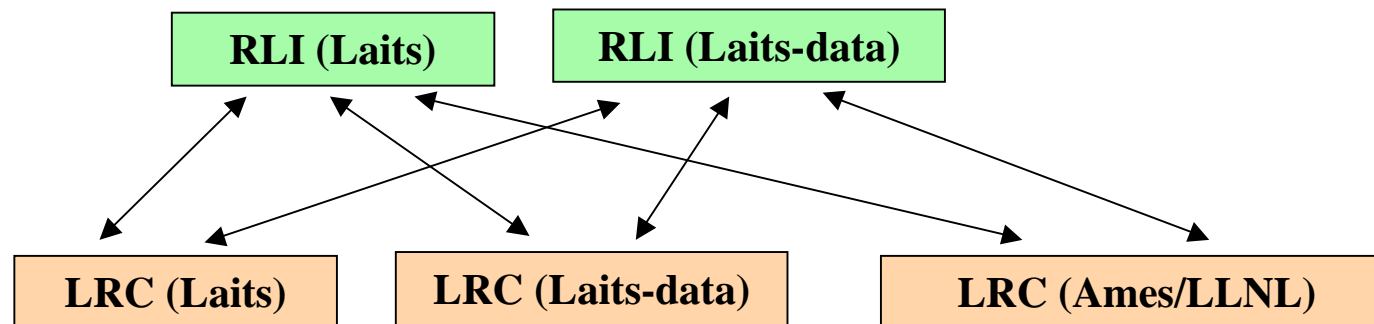 RLI (Laits)
RLI (Laits-data)
LRC (Laits)
LRC (Laits-data)
LRC (Ames/LLNL)